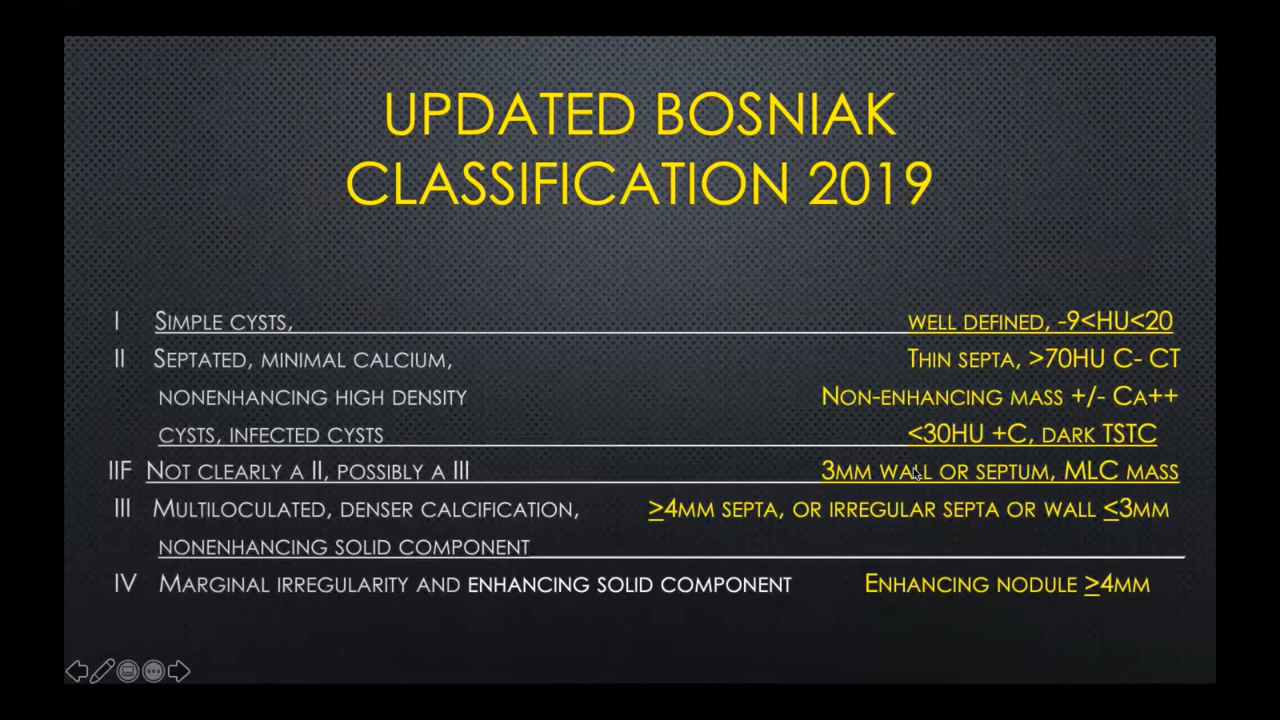 UPDATED BOSNIAK
CLASSIFICATION 2019
I SIMPLE CYSTS, WELL DEFINED, -9<HU<20
II SEPTATED, MINIMAL CALCIUM, THIN SEPTA, >70HU C- CT
NONENHANCING HIGH DENSITY NON-ENHANCING MASS +/- CA++
CYSTS, INFECTED CYSTS <30HU +C, DARK TSTC
IIF NOT CLEARLY A II, POSSIBLY A III 3MM WALL OR SEPTUM, MLC MASS
III MULTILOCULATED, DENSER CALCIFICATION, ≥4MM SEPTA, OR IRREGULAR SEPTA OR WALL ≤3MM
NONENHANCING SOLID COMPONENT
IV MARGINAL IRREGULARITY AND ENHANCING SOLID COMPONENT ENHANCING NODULE ≥4MM